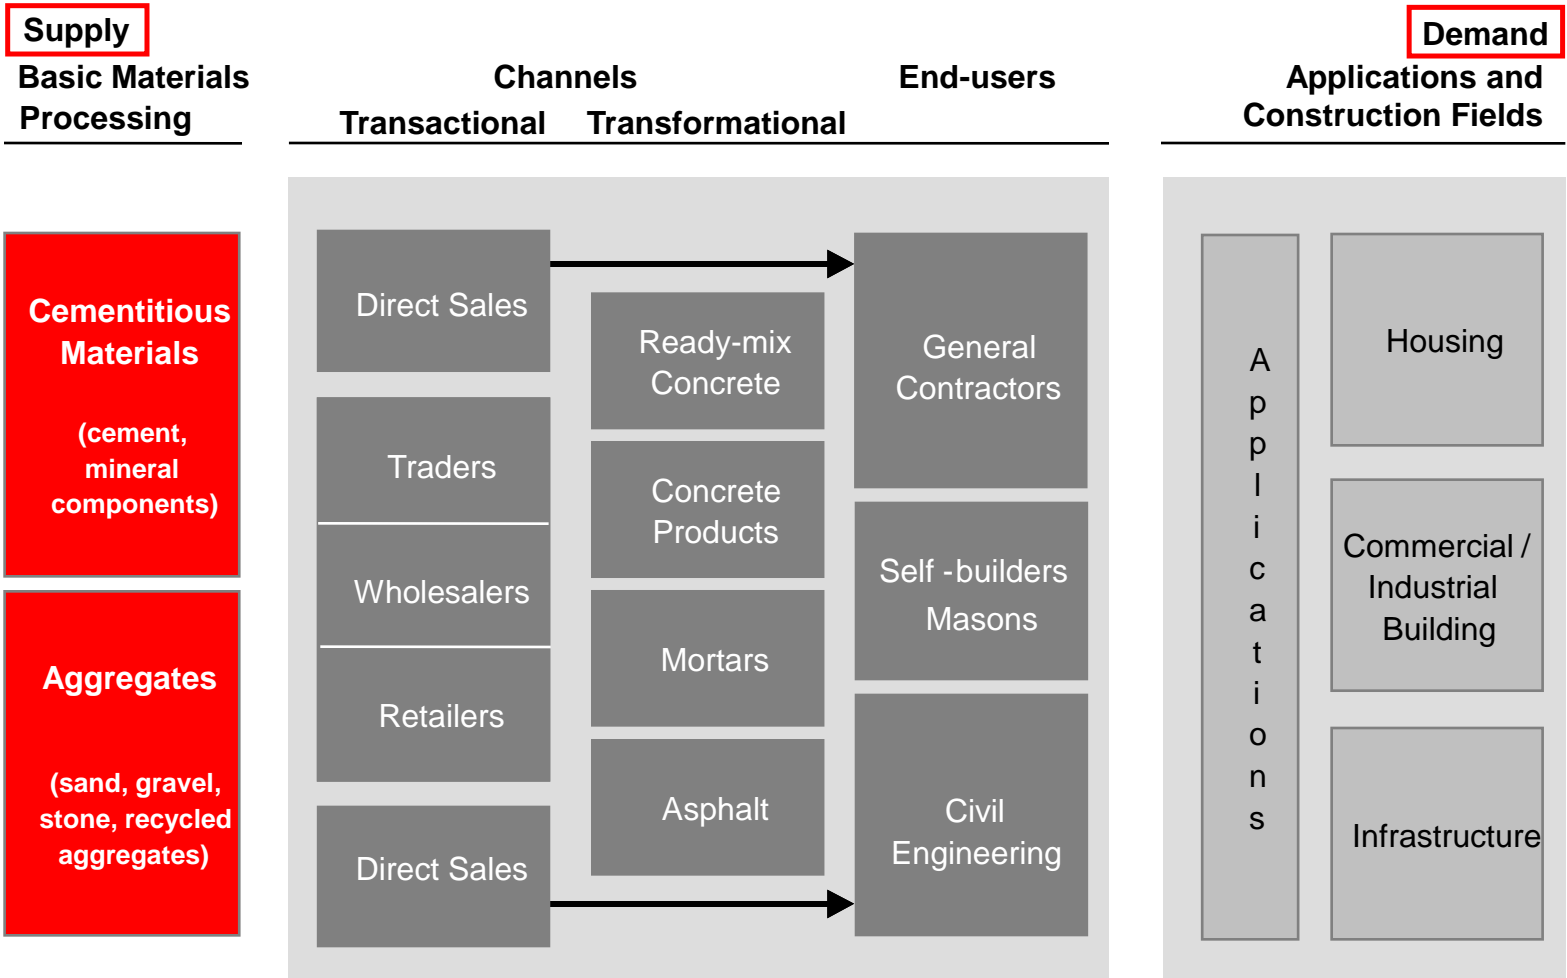 Supply
Demand
Basic Materials
Processing
Channels
Transactional
Transformational
End-users
Applications and
Construction Fields
Cementitious
Materials
(cement,
mineral
components)
Aggregates
(sand, gravel,
stone, recycled
aggregates)
Direct Sales
Traders
Wholesalers
Retailers
Direct Sales
Ready-mix
Concrete
Concrete
Products
Mortars
Asphalt
General
Contractors
Self -builders
Masons
Civil
Engineering
Applications
Housing
Commercial /
Industrial
Building
Infrastructure